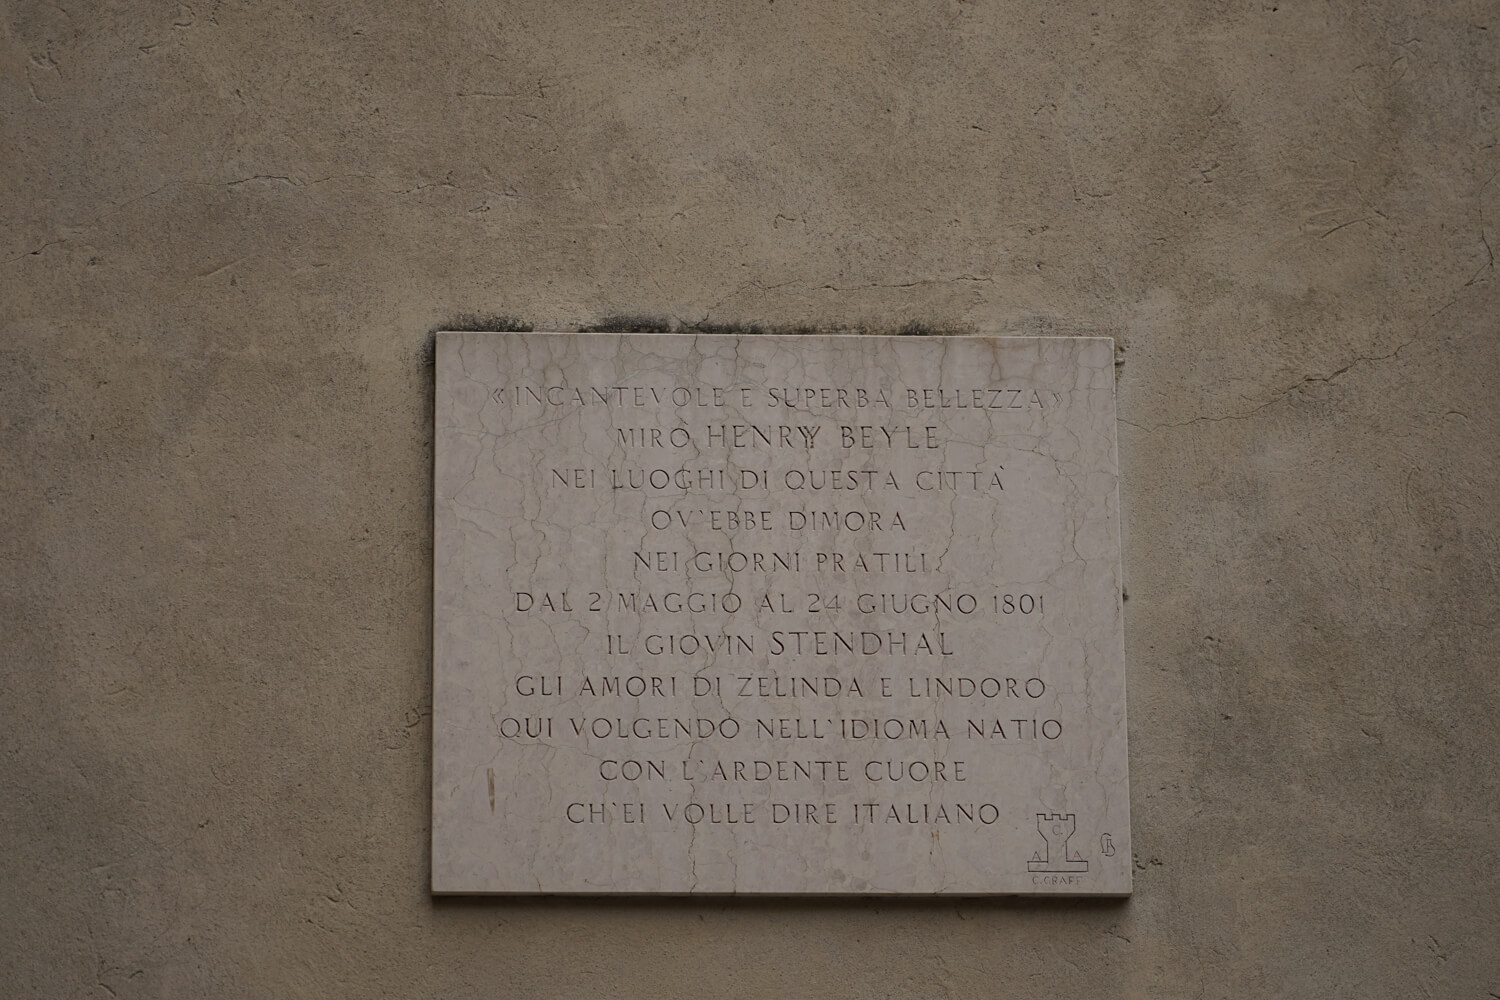 «INCANTEVOLE E SUPERBA BELLEZZA»
MIRÒ HENRY BEYLE
NEI LUOGHI DI QUESTA CITTÀ
OV'EBBE DIMORA
NEI GIORNI PRATILI
DAL 2 MAGGIO AL 24 GIUGNO 1801
IL GIOVIN STENDHAL
GLI AMORI DI ZELINDA E LINDORO
QUI VOLGENDO NELL'IDIOMA NATIO
CON L'ARDENTE CUORE
CH'EI VOLLE DIRE ITALIANO
C
A A